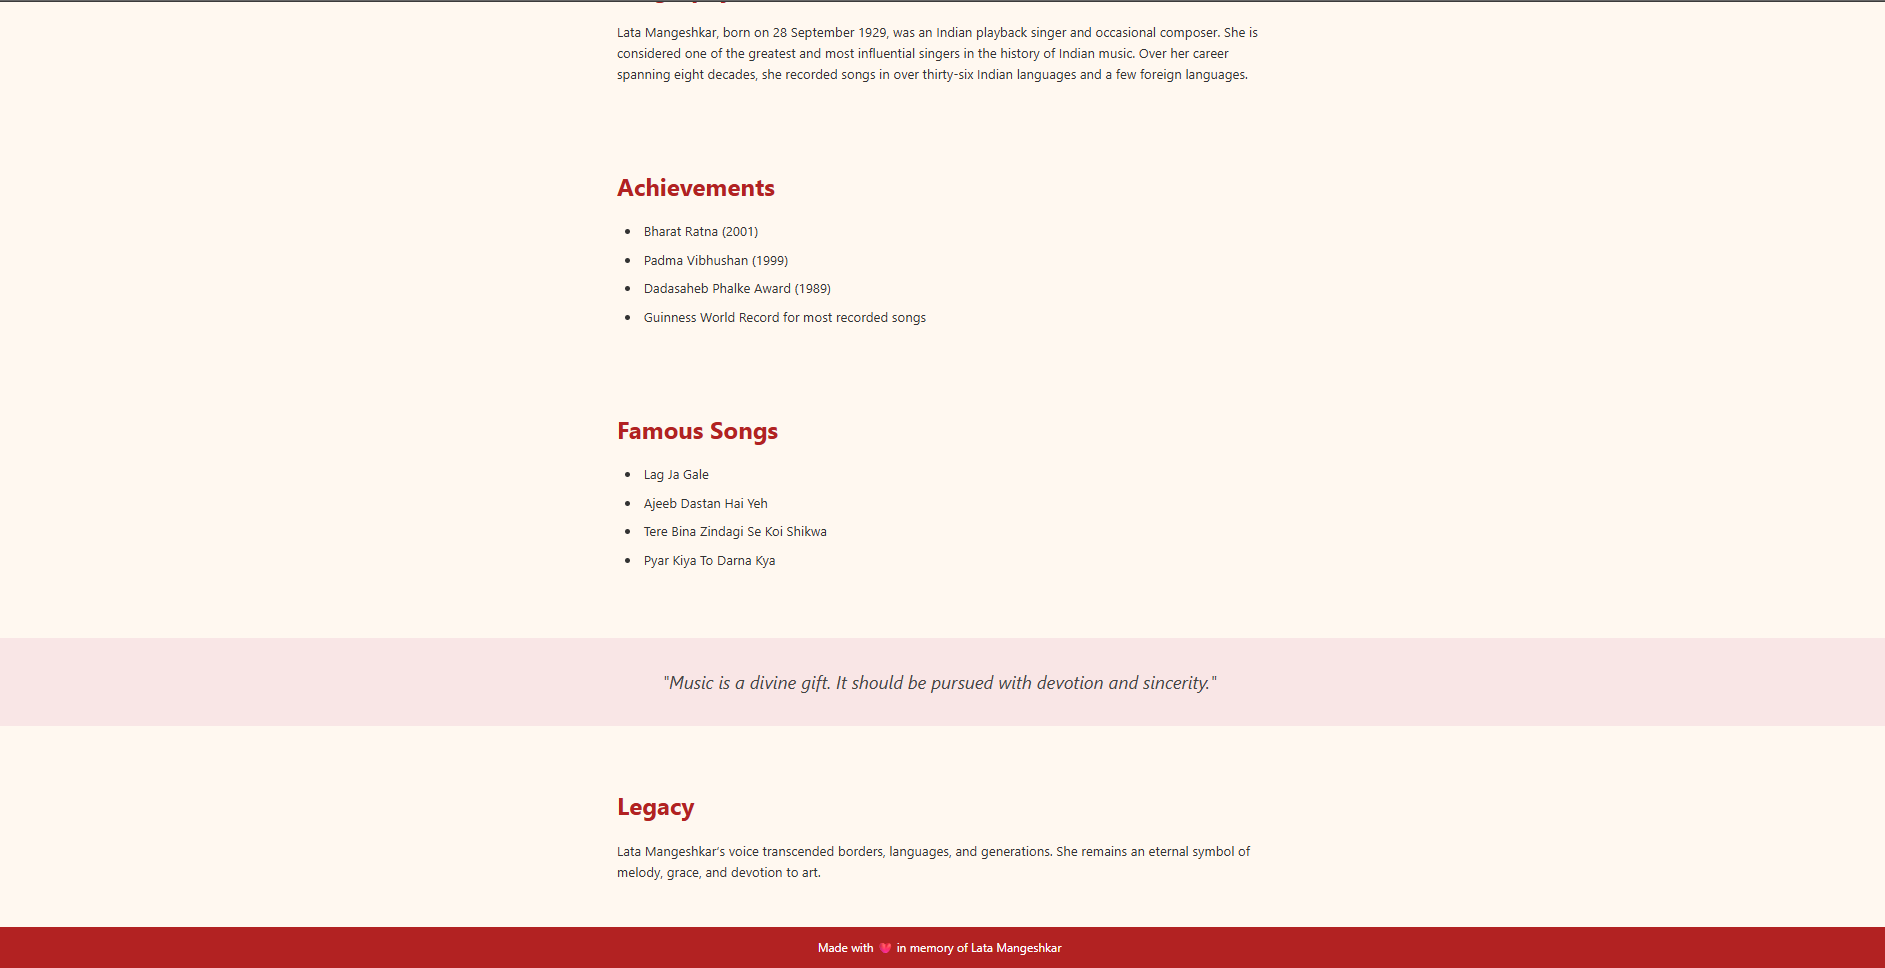 Lata Mangeshkar, born on 28 September 1929, was an Indian playback singer and occasional composer. She is
considered one of the greatest and most influential singers in the history of Indian music. Over her career
spanning eight decades, she recorded songs in over thirty-six Indian languages and a few foreign languages.
Achievements
Bharat Ratna (2001)
Padma Vibhushan (1999)
Dadasaheb Phalke Award (1989)
Guinness World Record for most recorded songs
Famous Songs
Lag Ja Gale
Ajeeb Dastan Hai Yeh
Tere Bina Zindagi Se Koi Shikwa
Pyar Kiya To Darna Kya
"Music is a divine gift. It should be pursued with devotion and sincerity."
Legacy
Lata Mangeshkar’s voice transcended borders, languages, and generations. She remains an eternal symbol of
melody, grace, and devotion to art.
Made with 💗 in memory of Lata Mangeshkar